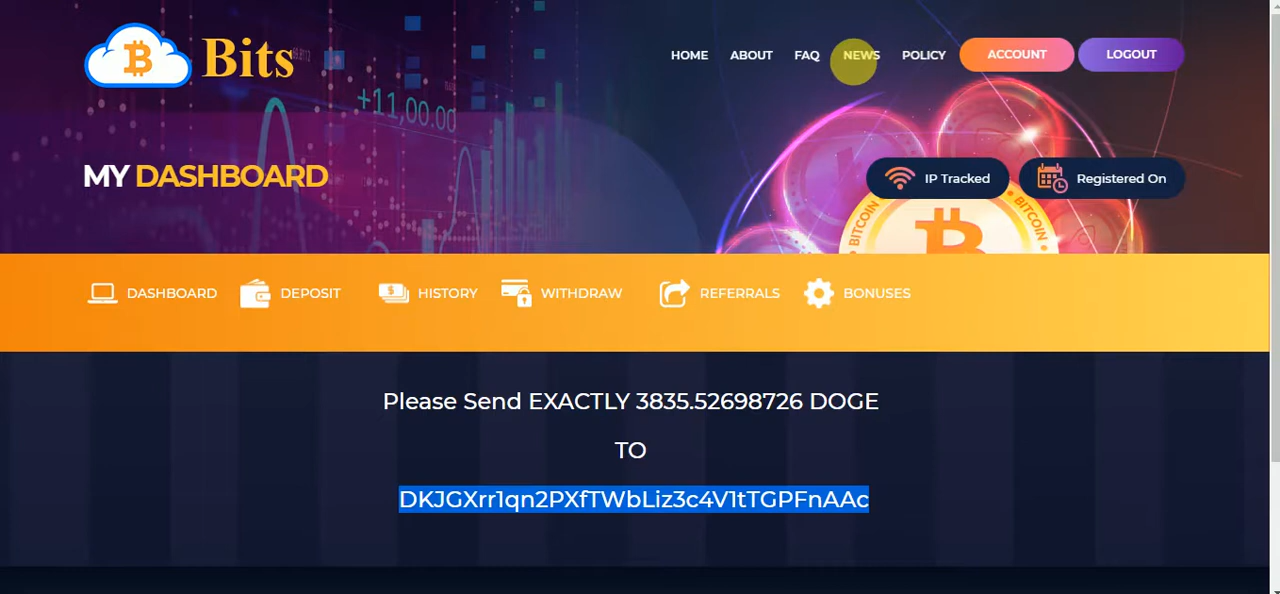 Bits
HOME ABOUT FAQ NEWS POLICY ACCOUNT LOGOUT
+11,00.00
MY DASHBOARD
IP Tracked Registered On
BITCOIN BITCOIN
DASHBOARD DEPOSIT HISTORY WITHDRAW REFERRALS BONUSES
Please Send EXACTLY 3835.52698726 DOGE
TO
DKJGXrr1qn2PXfTWbLiz3c4V1tTGPFnAAc